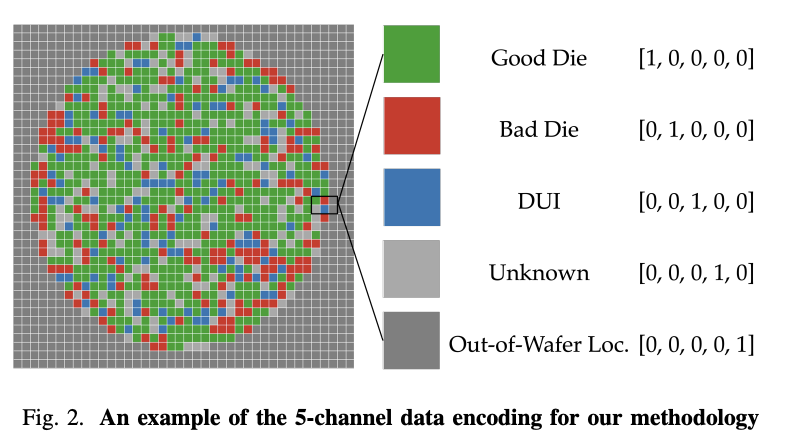 Good Die [1, 0, 0, 0, 0]
Bad Die [0, 1, 0, 0, 0]
DUI [0, 0, 1, 0, 0]
Unknown [0, 0, 0, 1, 0]
Out-of-Wafer Loc. [0, 0, 0, 0, 1]
Fig. 2. An example of the 5-channel data encoding for our methodology